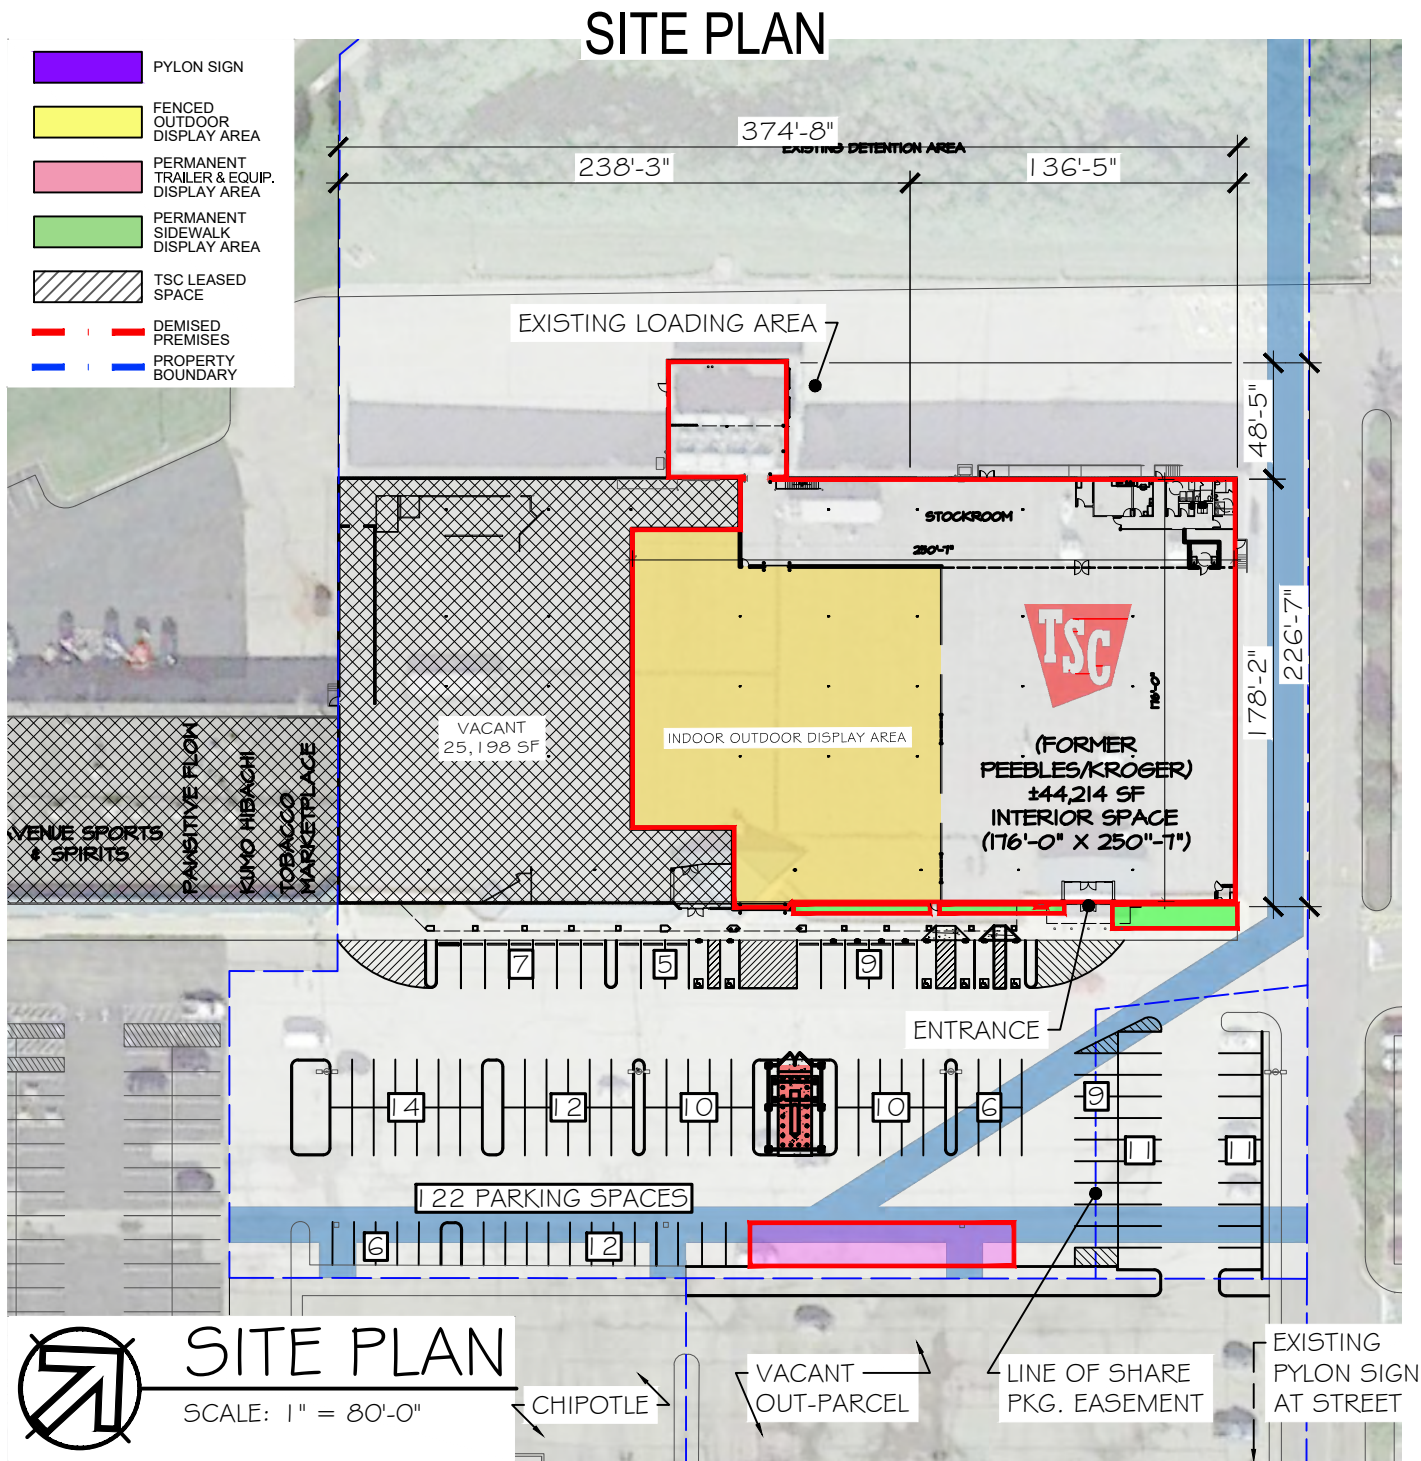 SITE PLAN
PYLON SIGN
FENCED
OUTDOOR
DISPLAY AREA
PERMANENT
TRAILER & EQUIP.
DISPLAY AREA
PERMANENT
SIDEWALK
DISPLAY AREA
TSC LEASED
SPACE
DEMISED
PREMISES
PROPERTY
BOUNDARY
374'-8"
EXISTING DETENTION AREA
238'-3"
136'-5"
EXISTING LOADING AREA
48'-5"
STOCKROOM
250'-7"
226'-7"
178'-2"
TSC
176'-0"
VACANT
25,198 SF
INDOOR OUTDOOR DISPLAY AREA
(FORMER
PEEBLES/KROGER)
±44,214 SF
INTERIOR SPACE
(176'-0" X 250"-7")
AVENUE SPORTS
& SPIRITS
PAWSITIVE FLOW
KUMO HIBACHI
TOBACCO
MARKETPLACE
7
5
9
ENTRANCE
14
12
10
10
6
9
11
11
122 PARKING SPACES
6
12
SITE PLAN
SCALE: 1" = 80'-0"
CHIPOTLE
VACANT
OUT-PARCEL
LINE OF SHARE
PKG. EASEMENT
EXISTING
PYLON SIGN
AT STREET